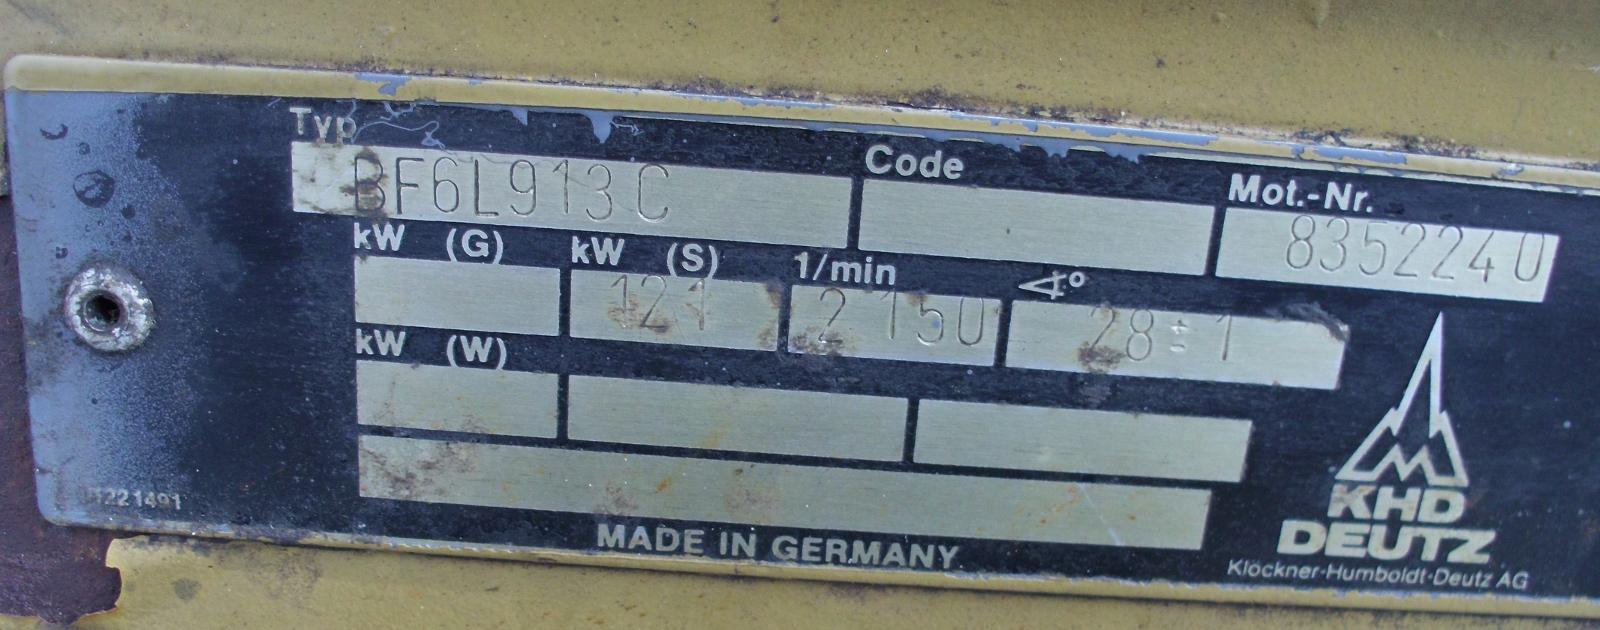 Typ Code Mot.-Nr.
BF6L913C 8352240
kW (G) kW (S) 1/min ∢°
121 2150 28±1
kW (W)
KHD
DEUTZ
MADE IN GERMANY
Klöckner-Humboldt-Deutz AG